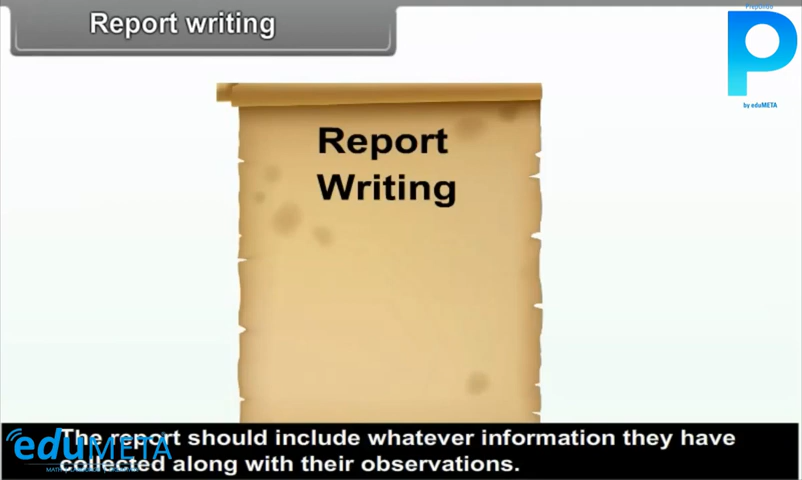 Report writing
Prepondo
P
by eduMETA
Report
Writing
The report should include whatever information they have
collected along with their observations.
eduMETA